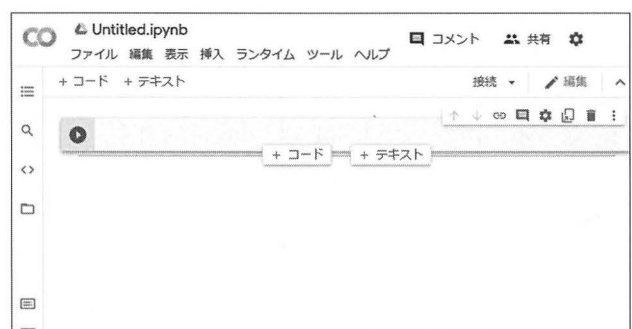 Untitled.ipynb
コメント 共有
ファイル 編集 表示 挿入 ランタイム ツール ヘルプ
+ コード + テキスト 接続 編集
+ コード + テキスト